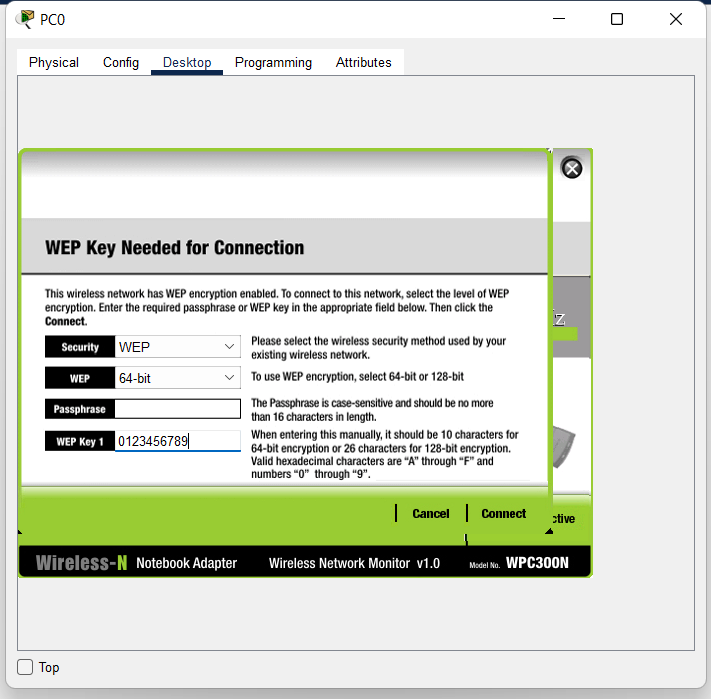 PC0
Physical Config Desktop Programming Attributes
WEP Key Needed for Connection
This wireless network has WEP encryption enabled. To connect to this network, select the level of WEP
encryption. Enter the required passphrase or WEP key in the appropriate field below. Then click the
Connect.
Security WEP
Please select the wireless security method used by your
existing wireless network.
WEP 64-bit
To use WEP encryption, select 64-bit or 128-bit
Passphrase
The Passphrase is case-sensitive and should be no more
than 16 characters in length.
WEP Key 1 0123456789
When entering this manually, it should be 10 characters for
64-bit encryption or 26 characters for 128-bit encryption.
Valid hexadecimal characters are “A” through “F” and
numbers “0” through “9”.
Cancel Connect
Wireless-N Notebook Adapter Wireless Network Monitor v1.0 Model No. WPC300N
Top